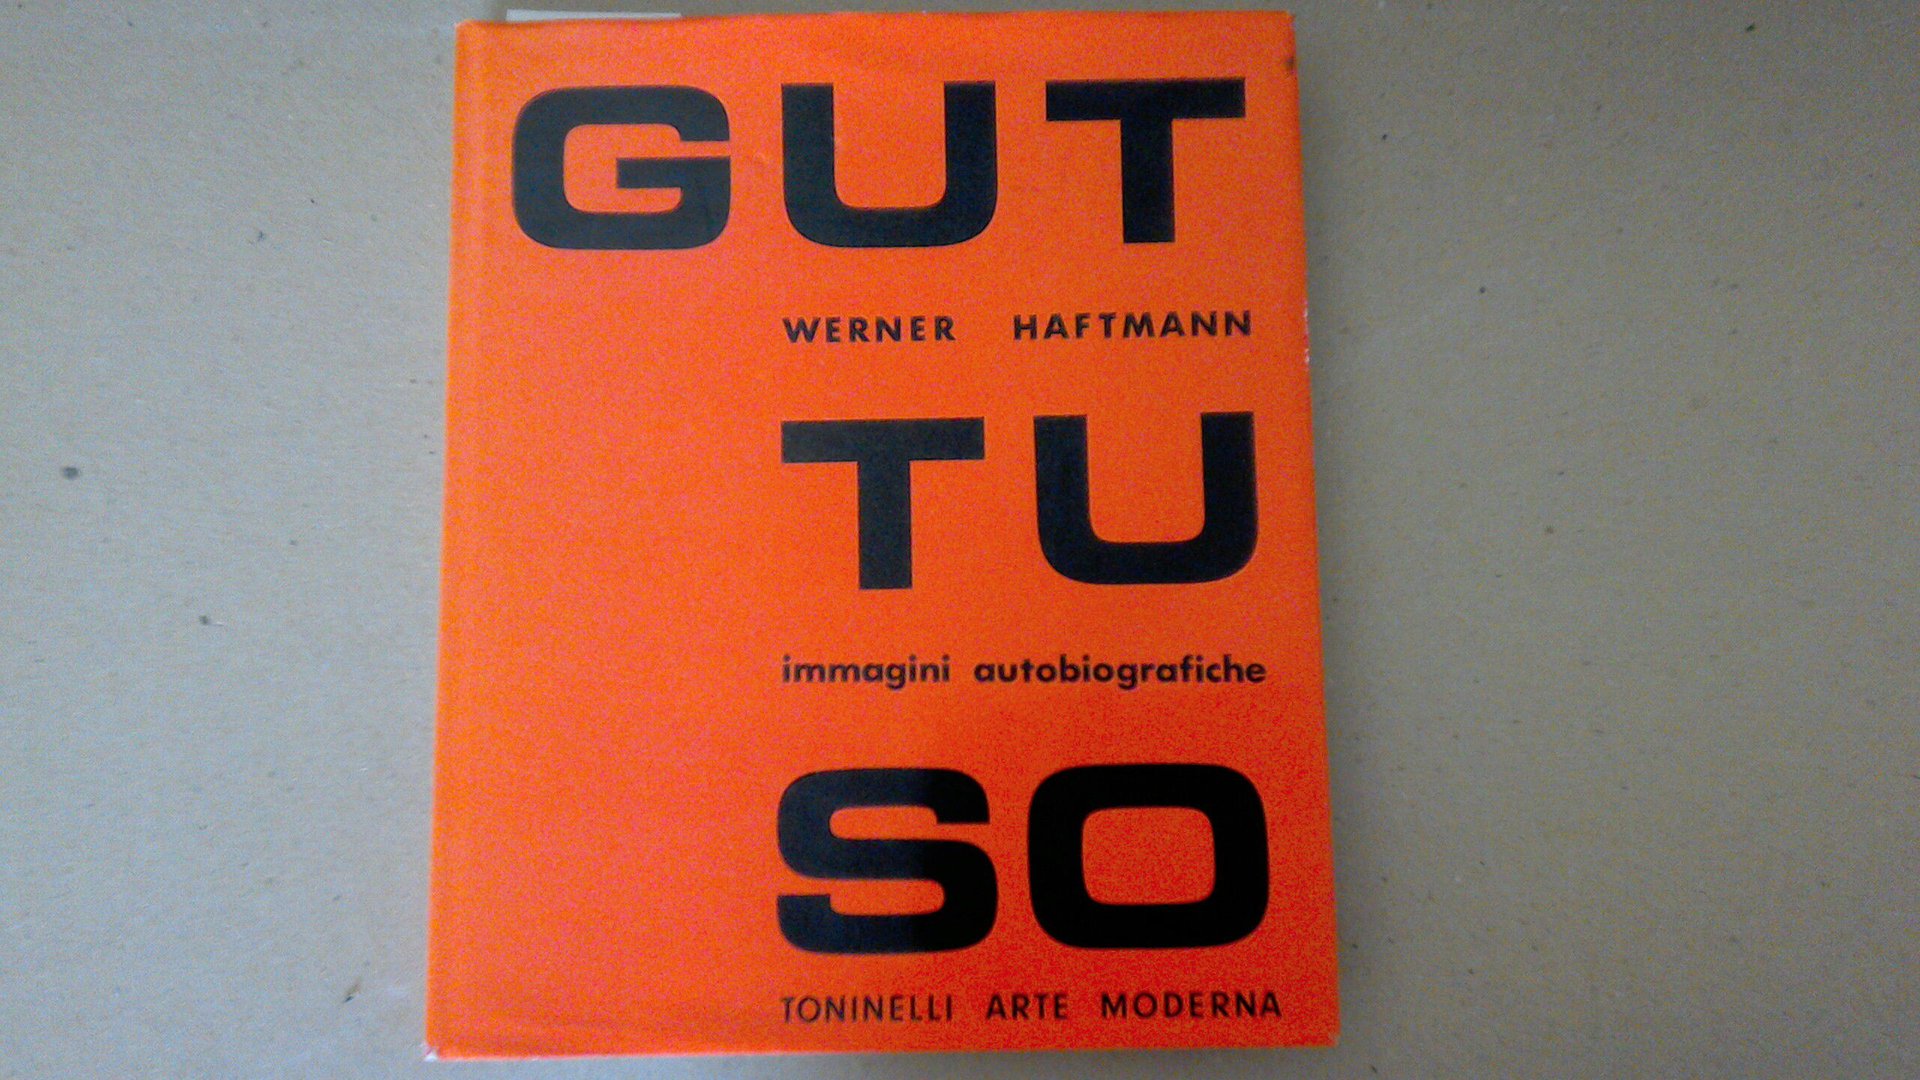 GUT
WERNER HAFTMANN
TU
immagini autobiografiche
SO
TONINELLI ARTE MODERNA